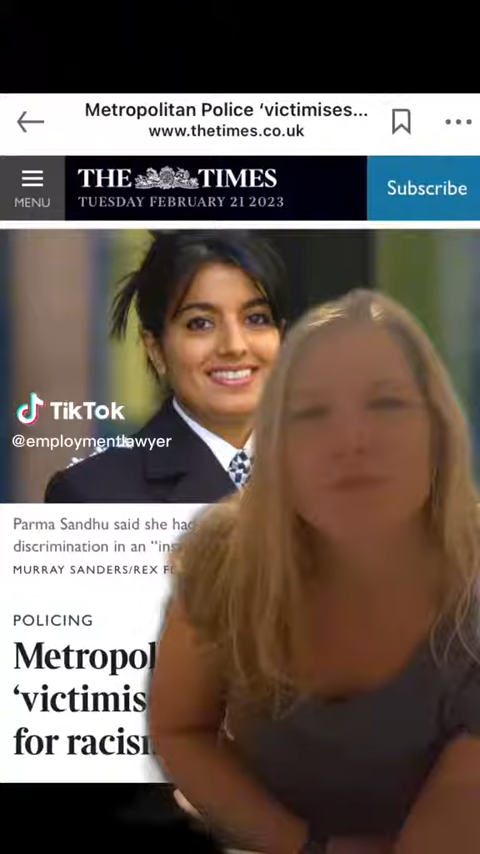 Metropolitan Police ‘victimises...
www.thetimes.co.uk
MENU
THE TIMES
TUESDAY FEBRUARY 21 2023
Subscribe
TikTok
@employmentlawyer
Parma Sandhu said she had
discrimination in an “ins
MURRAY SANDERS/REX F
POLICING
Metropol
‘victimis
for racis